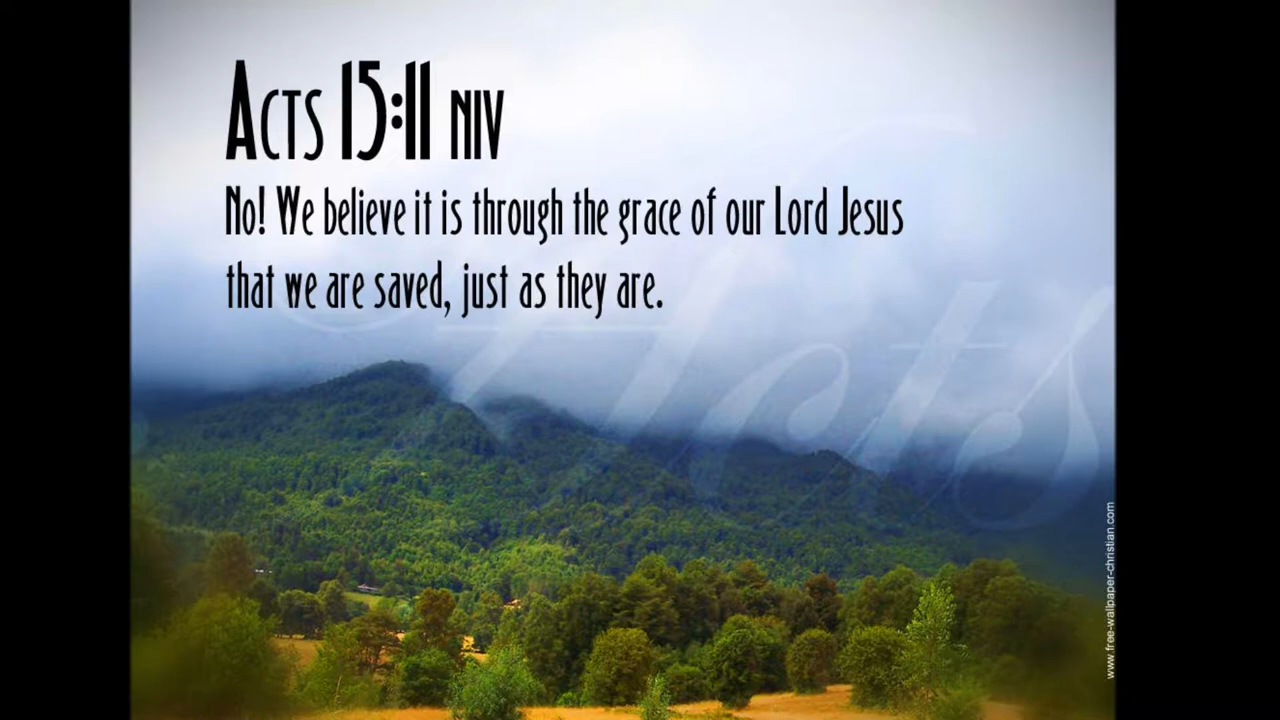 Acts 15:11 NIV
No! We believe it is through the grace of our Lord Jesus
that we are saved, just as they are.
Acts
www.free-wallpaper-christian.com